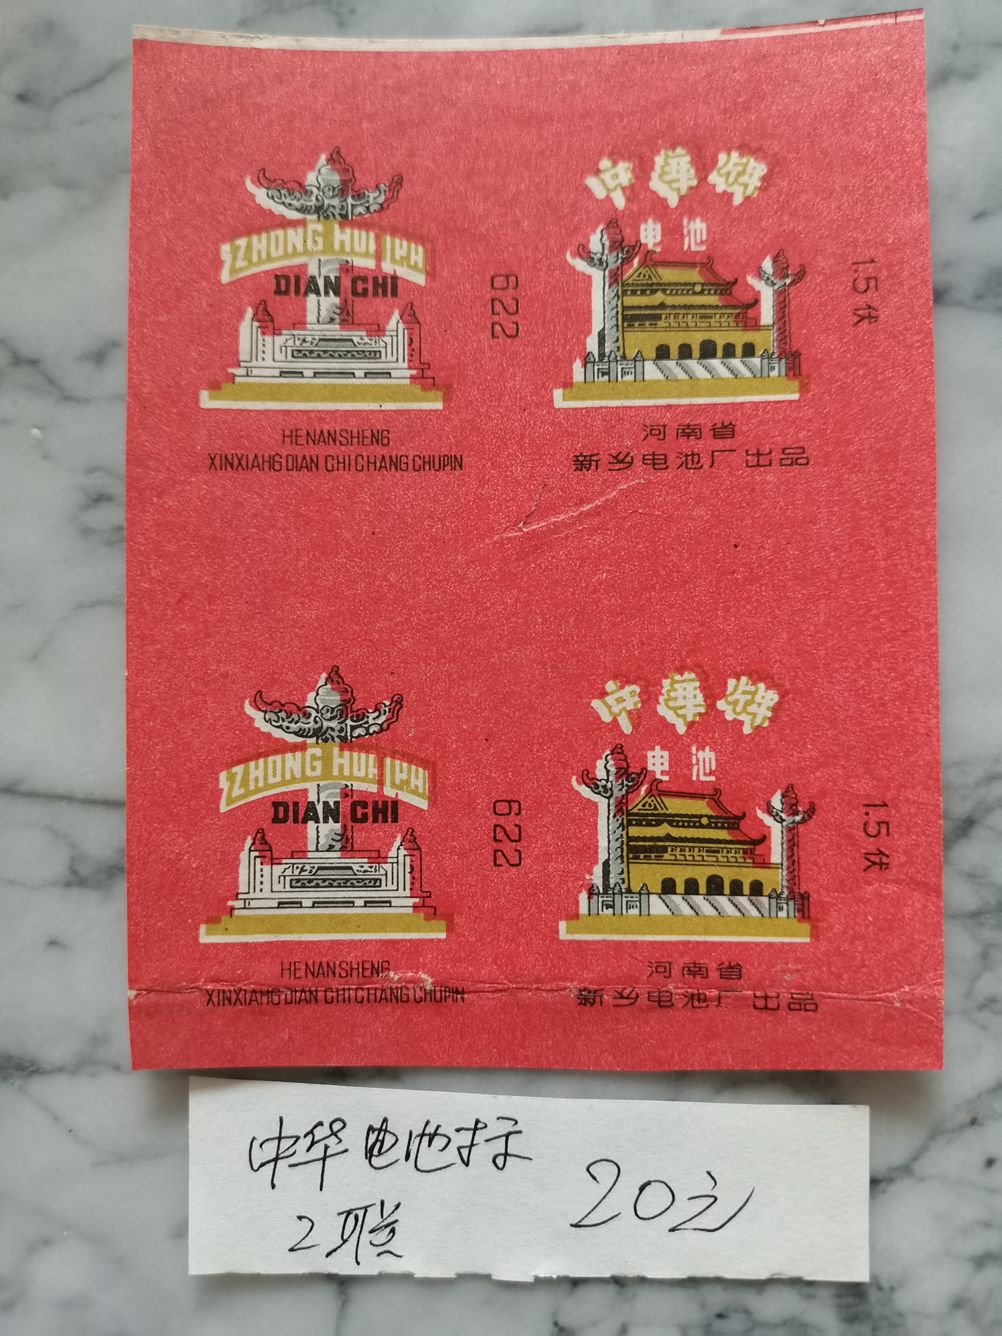 ZHONG HUA PAI
DIAN CHI
622
HENANSHENG
XINXIAHG DIAN CHI CHANG CHUPIN
中華牌
电池
1.5伏
河南省
新乡电池厂出品
ZHONG HUA PAI
DIAN CHI
622
HENANSHENG
XINXIAHG DIAN CHI CHANG CHUPIN
中華牌
电池
1.5伏
河南省
新乡电池厂出品
中华电池标 20元
2联